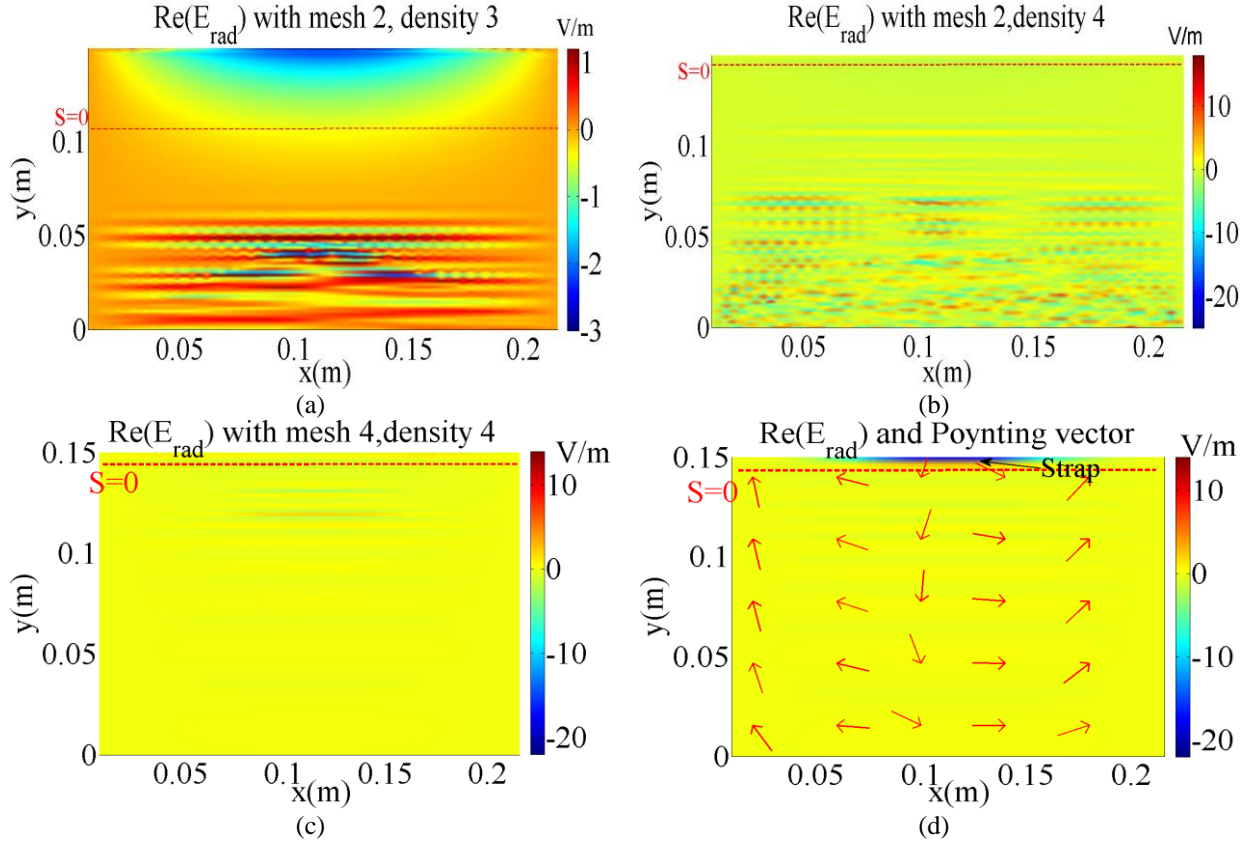 Re(E_rad) with mesh 2, density 3
V/m
1
0
-1
-2
-3
S=0
0.1
0.05
0
y(m)
0.05 0.1 0.15 0.2
x(m)
(a)
Re(E_rad) with mesh 2,density 4
V/m
10
0
-10
-20
S=0
0.1
0.05
0
y(m)
0.05 0.1 0.15 0.2
x(m)
(b)
Re(E_rad) with mesh 4,density 4
V/m
10
0
-10
-20
0.15
S=0
0.1
0.05
0
y(m)
0.05 0.1 0.15 0.2
x(m)
(c)
Re(E_rad) and Poynting vector
V/m
10
0
-10
-20
Strap
0.15
S=0
0.1
0.05
0
y(m)
0.05 0.1 0.15 0.2
x(m)
(d)